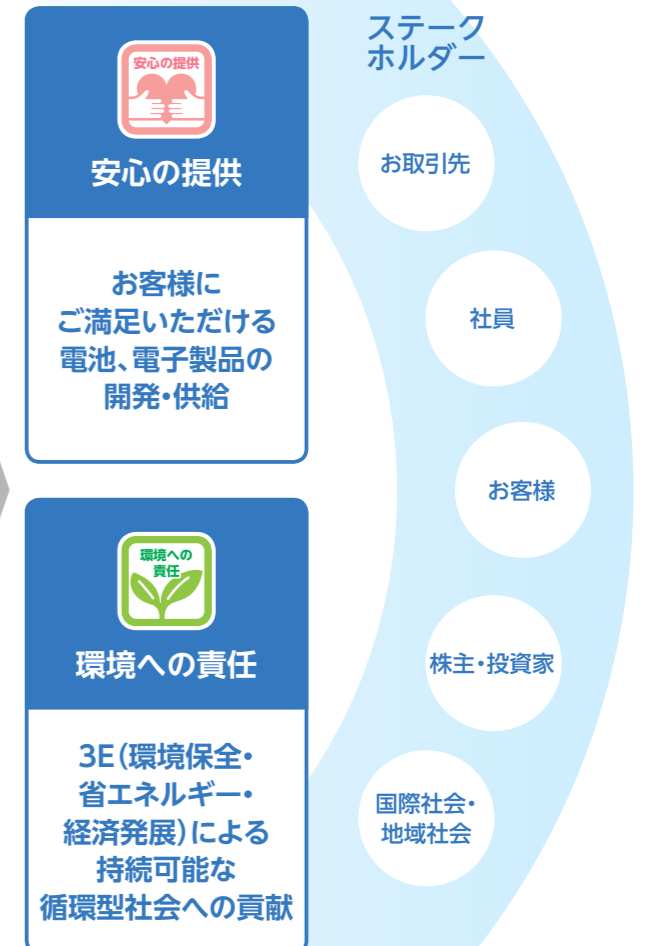 安心の提供
安心の提供
お客様に
ご満足いただける
電池、電子製品の
開発・供給
環境への
責任
環境への責任
3E(環境保全・
省エネルギー・
経済発展)による
持続可能な
循環型社会への貢献
ステーク
ホルダー
お取引先
社員
お客様
株主・投資家
国際社会・
地域社会